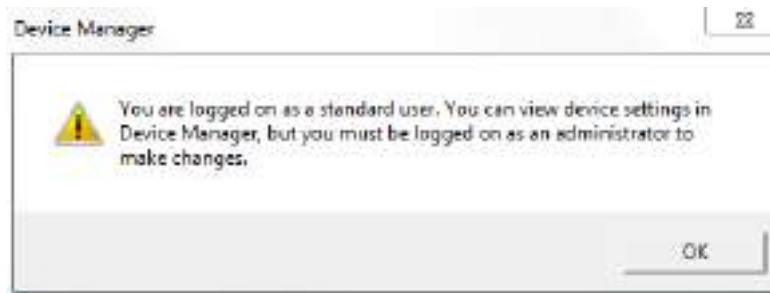 Device Manager
You are logged on as a standard user. You can view device settings in
Device Manager, but you must be logged on as an administrator to
make changes.
OK